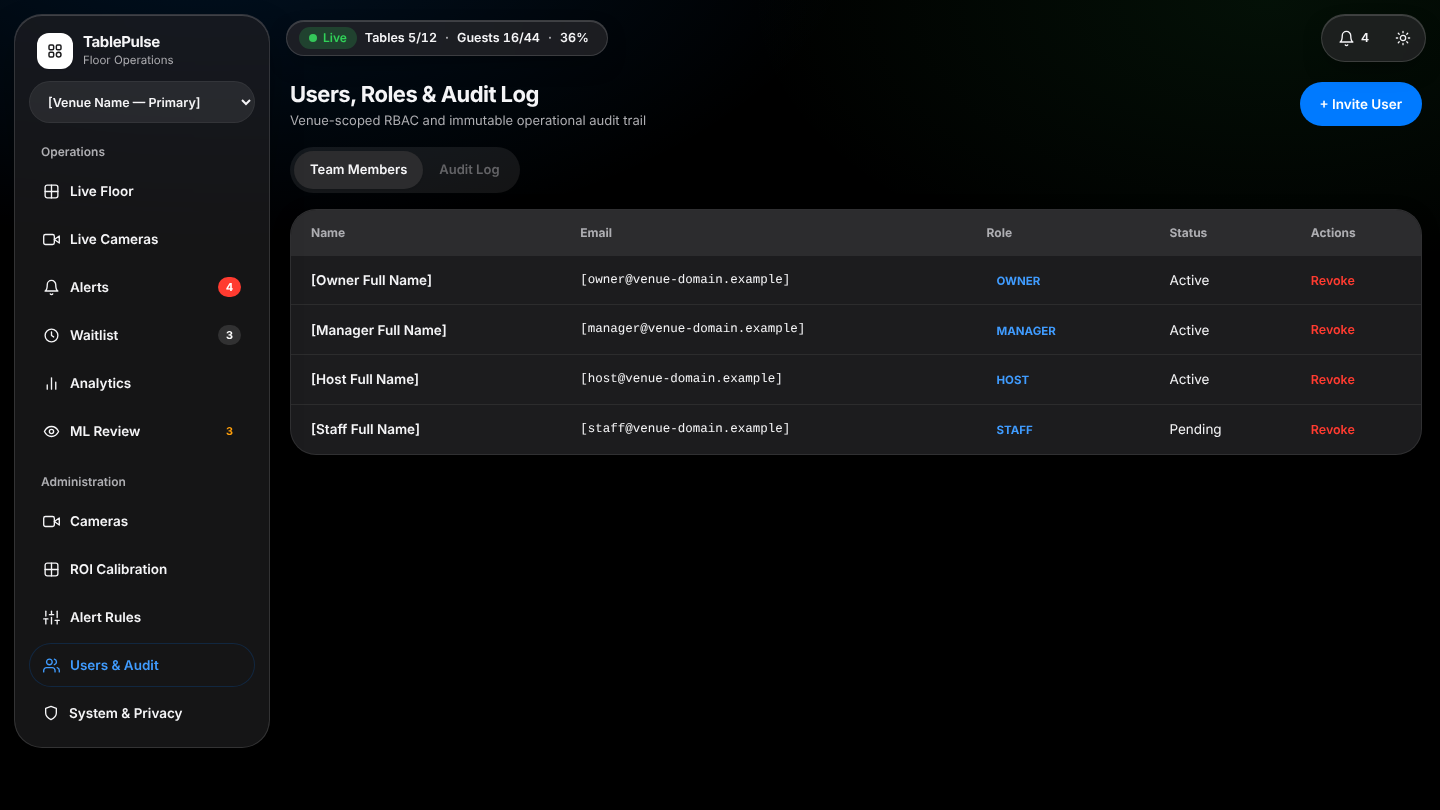 TablePulse
Floor Operations
[Venue Name — Primary]
Operations
Live Floor
Live Cameras
Alerts 4
Waitlist 3
Analytics
ML Review 3
Administration
Cameras
ROI Calibration
Alert Rules
Users & Audit
System & Privacy
Live Tables 5/12 · Guests 16/44 · 36%
4
Users, Roles & Audit Log
Venue-scoped RBAC and immutable operational audit trail
+ Invite User
Team Members Audit Log
Name Email Role Status Actions
[Owner Full Name] [owner@venue-domain.example] OWNER Active Revoke
[Manager Full Name] [manager@venue-domain.example] MANAGER Active Revoke
[Host Full Name] [host@venue-domain.example] HOST Active Revoke
[Staff Full Name] [staff@venue-domain.example] STAFF Pending Revoke